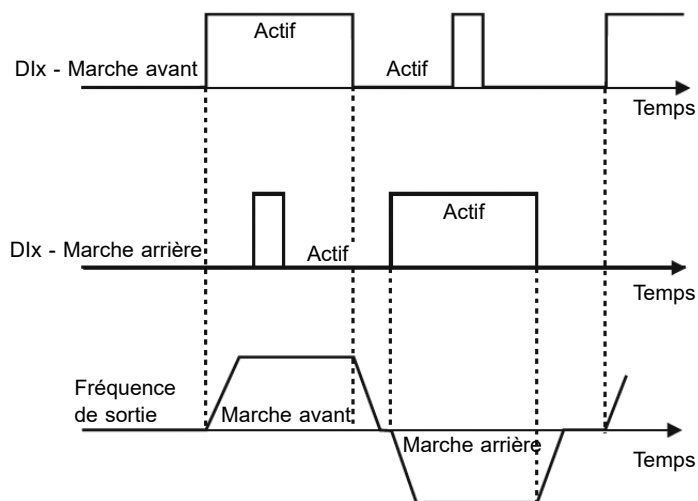 Actif
DIx - Marche avant
Actif
Temps
Actif
DIx - Marche arrière
Actif
Temps
Fréquence
de sortie
Marche avant
Marche arrière
Temps